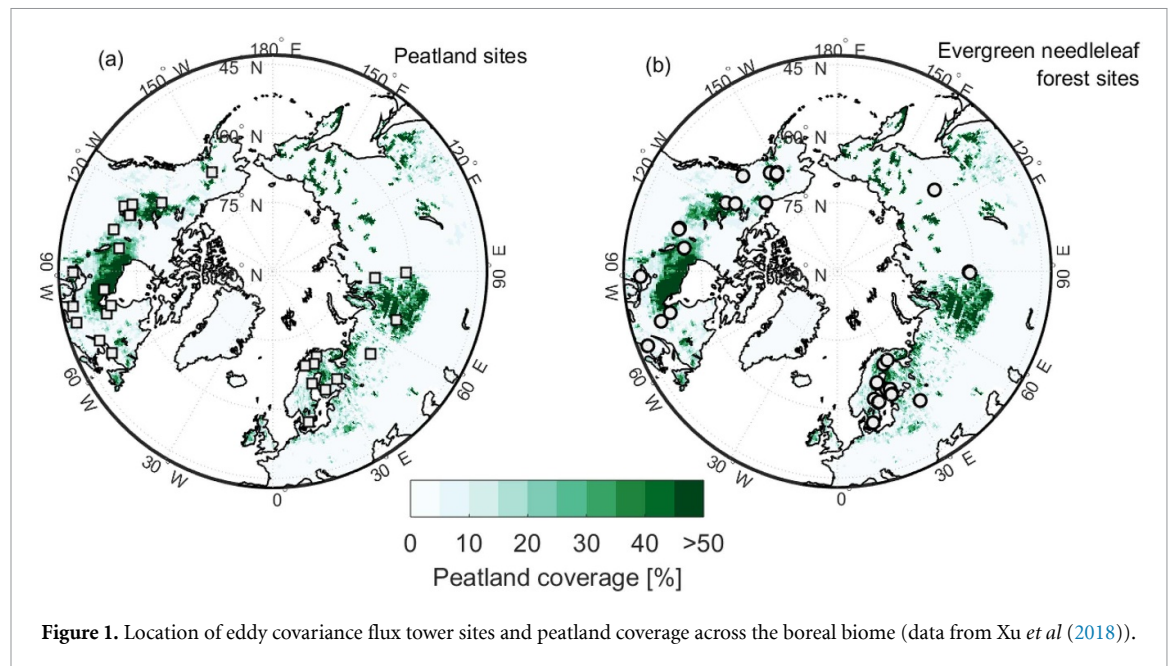 (a)
Peatland sites
180° E
45° N
150° E
120° E
90° E
60° E
30° E
0°
30° W
60° W
90 W
120° W
150° W
60° N
75° N
N
(b)
Evergreen needleleaf
forest sites
180° E
45° N
150° E
120° E
90° E
60° E
30° E
0°
30° W
60° W
90 W
120° W
150° W
60° N
75° N
N
0 10 20 30 40 >50
Peatland coverage [%]
Figure 1. Location of eddy covariance flux tower sites and peatland coverage across the boreal biome (data from Xu et al (2018)).